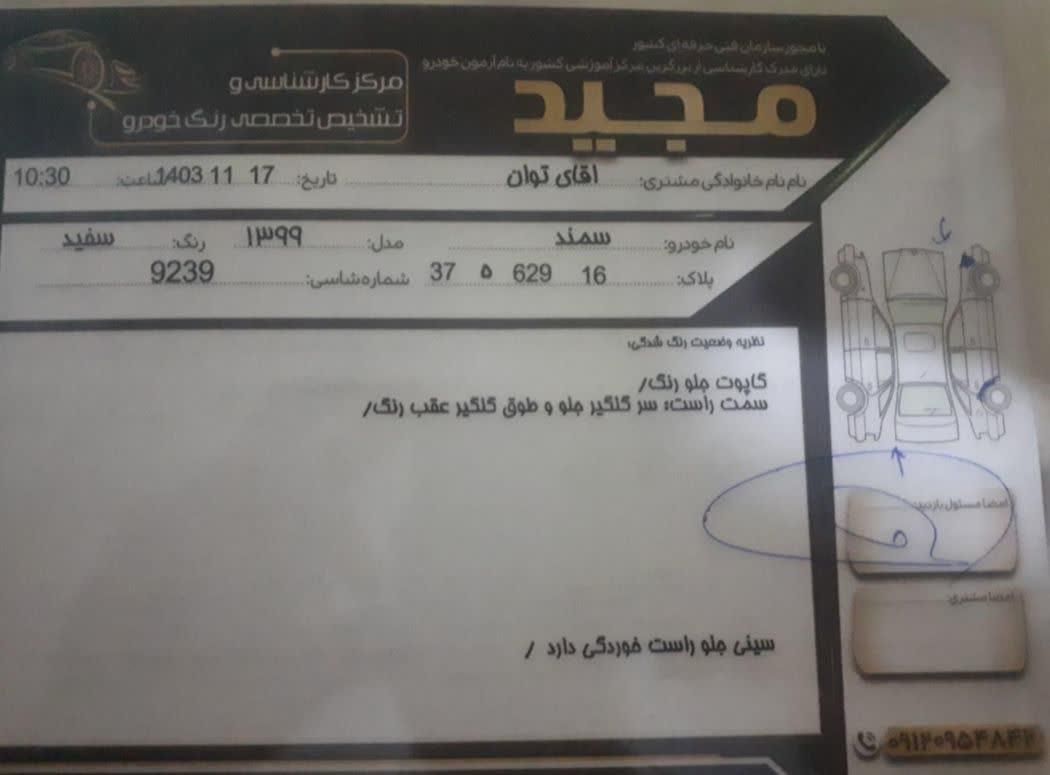 با مجوز سازمان فنی حرفه ای کشور
دارای مدرک کارشناسی از بزرگترین مرکز آموزشی کشور به نام آزمون خودرو
مجید
مرکز کارشناسی و
تشخیص تخصصی رنگ خودرو
نام نام خانوادگی مشتری: اقای توان تاریخ: 1403 11 17 ساعت: 10:30
نام خودرو: سمند مدل: ۱۳۹۹ رنگ: سفید
پلاک: 16 629 ۵ 37 شماره شاسی: 9239
نظریه وضعیت رنگ شدگی:
گاپوت جلو رنگ/
سمت راست: سر گلگیر جلو و طوق گلگیر عقب رنگ/
سینی جلو راست خوردگی دارد /
امضا مسئول بازدید:
امضا مشتری:
۰۹۱۲۰۹۵۴۸۴۲